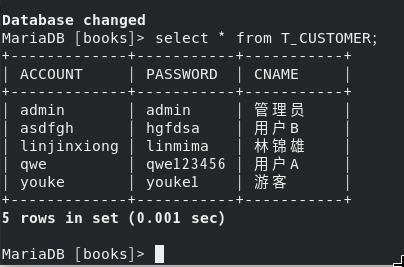 Database changed
MariaDB [books]> select * from T_CUSTOMER;
+-------------+-----------+-----------+
| ACCOUNT     | PASSWORD  | CNAME     |
+-------------+-----------+-----------+
| admin       | admin     | 管理员    |
| asdfgh      | hgfdsa    | 用户B     |
| linjinxiong | linmima   | 林锦雄    |
| qwe         | qwe123456 | 用户A     |
| youke       | youke1    | 游客      |
+-------------+-----------+-----------+
5 rows in set (0.001 sec)
MariaDB [books]>